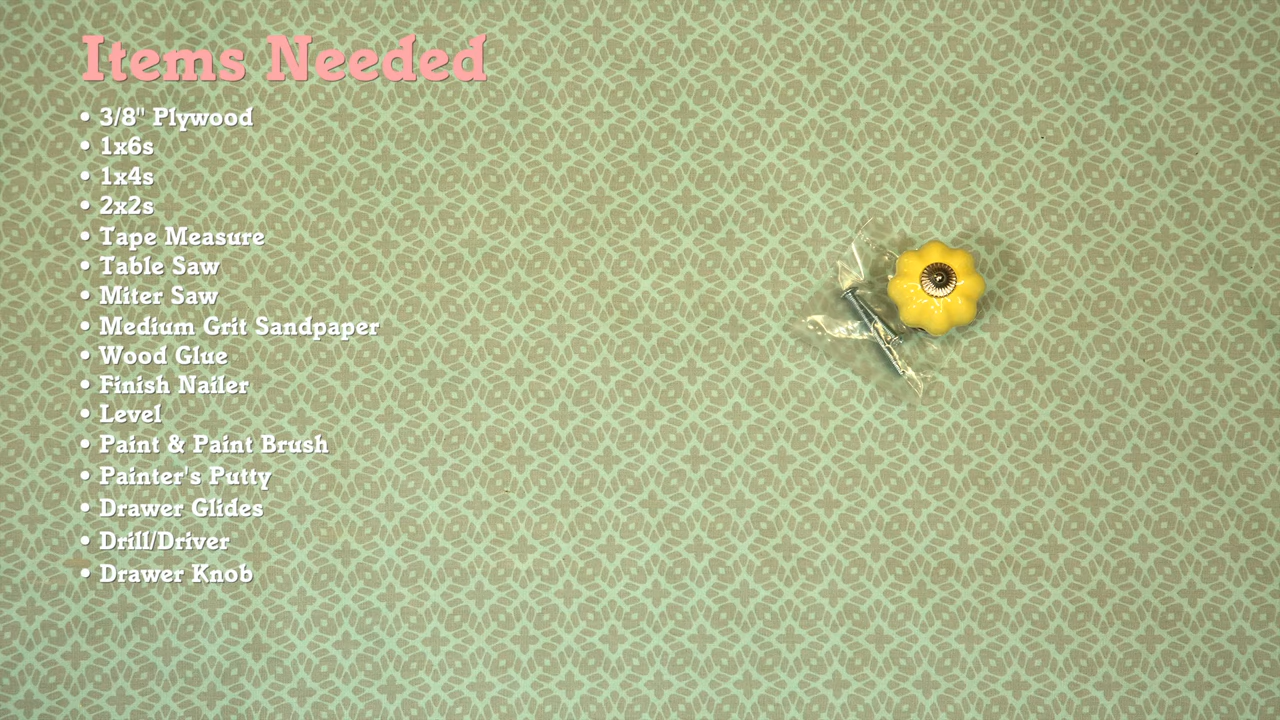 Items Needed
• 3/8" Plywood
• 1x6s
• 1x4s
• 2x2s
• Tape Measure
• Table Saw
• Miter Saw
• Medium Grit Sandpaper
• Wood Glue
• Finish Nailer
• Level
• Paint & Paint Brush
• Painter's Putty
• Drawer Glides
• Drill/Driver
• Drawer Knob